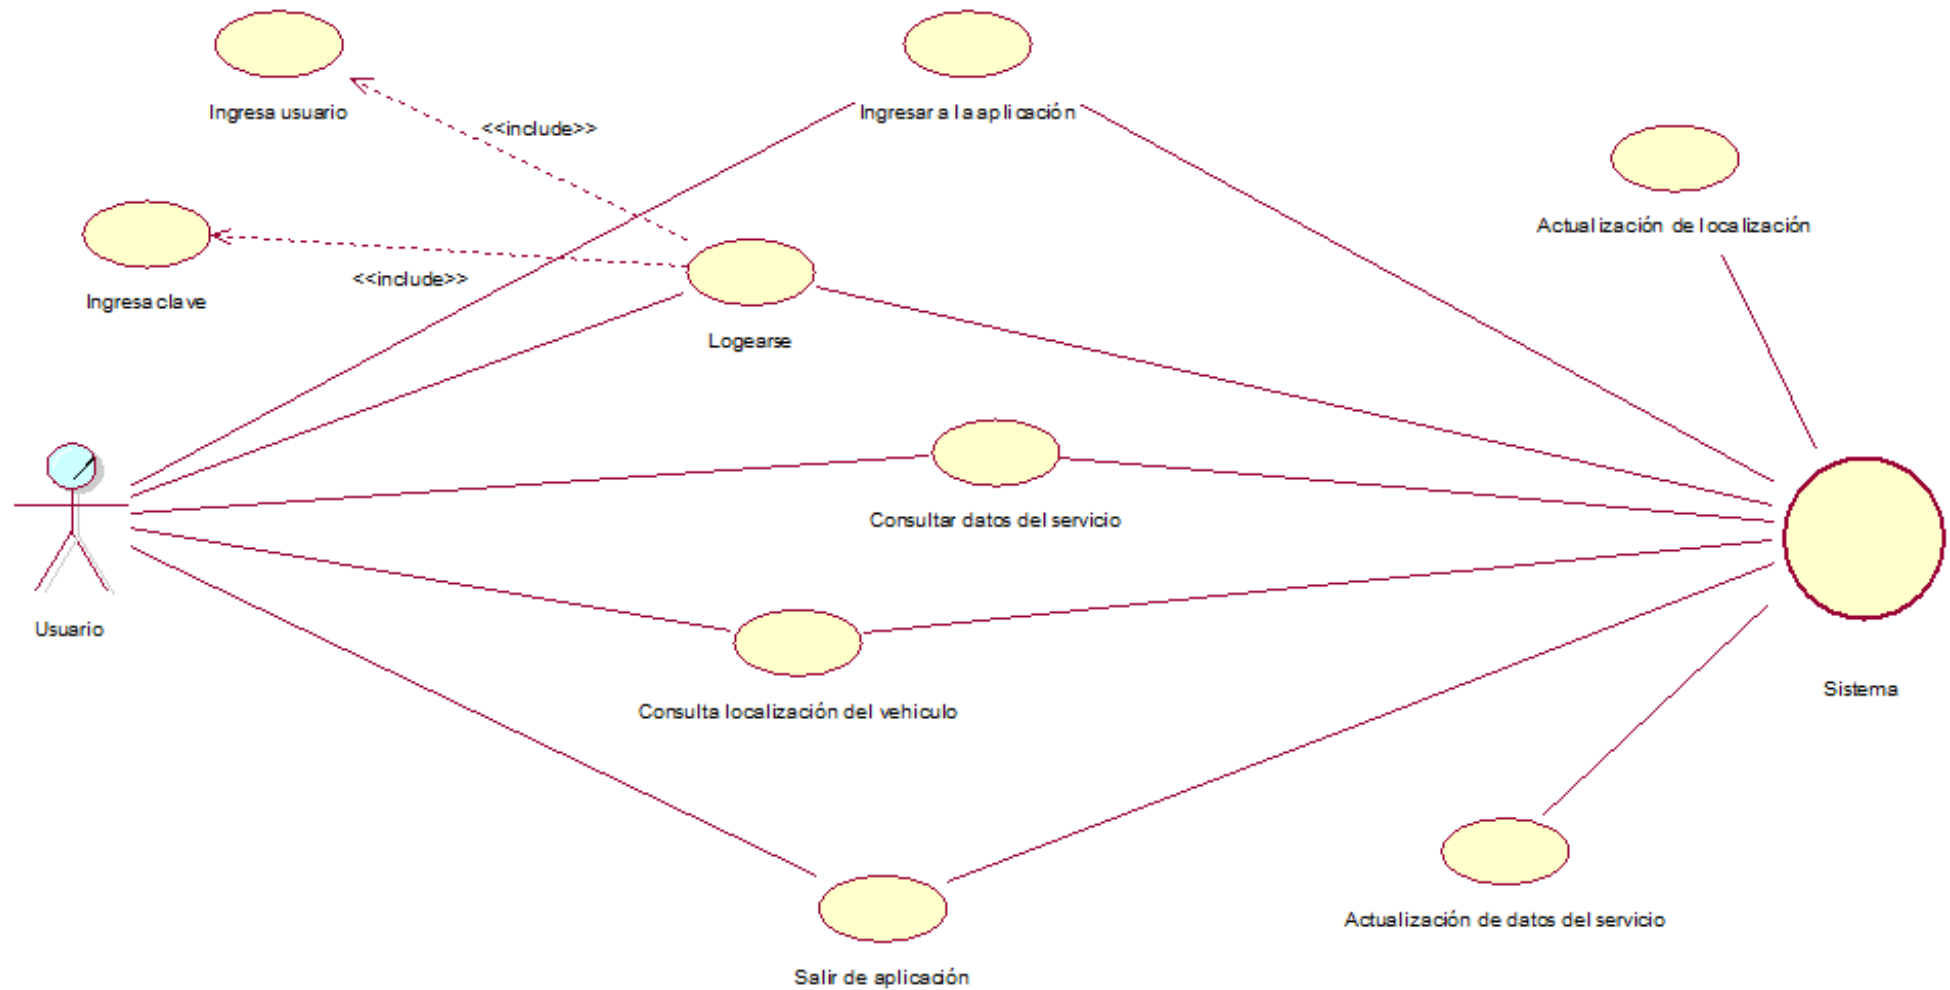 Ingresa usuario
Ingresar a la aplicación
<<include>>
Actualización de localización
<<include>>
Ingresa clave
Logearse
Consultar datos del servicio
Usuario
Sistema
Consulta localización del vehiculo
Actualización de datos del servicio
Salir de aplicación